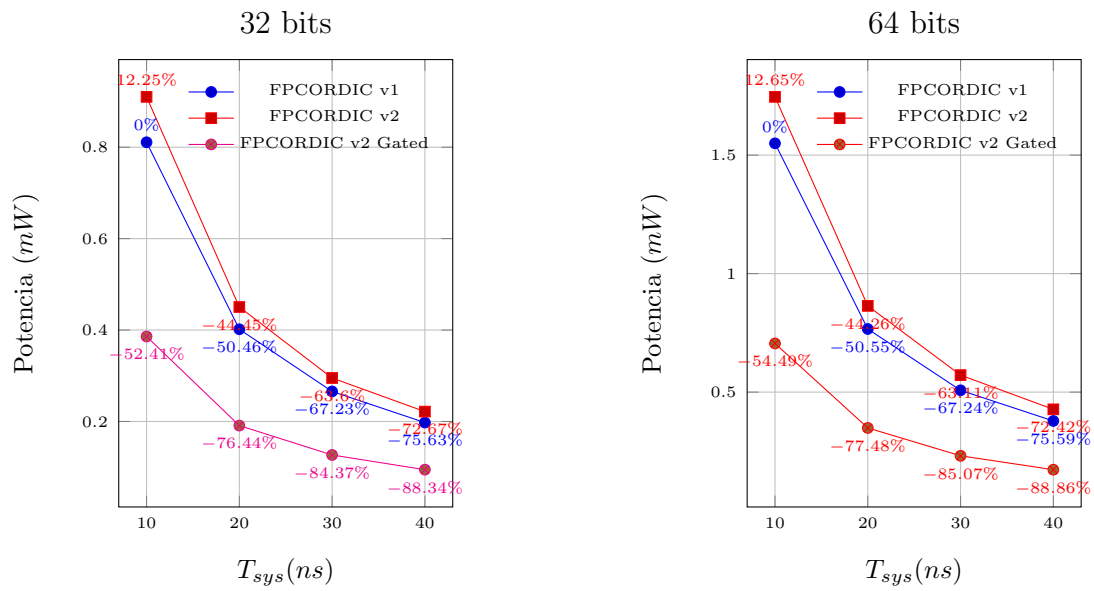 32 bits
12.25%
0%
FPCORDIC v1
FPCORDIC v2
FPCORDIC v2 Gated
0.8
0.6
0.4
0.2
Potencia (mW)
−44.45%
−50.46%
−52.41%
−63.6%
−67.23%
−72.67%
−75.63%
−76.44%
−84.37%
−88.34%
10 20 30 40
T_sys(ns)
64 bits
12.65%
0%
FPCORDIC v1
FPCORDIC v2
FPCORDIC v2 Gated
1.5
1
0.5
Potencia (mW)
−44.26%
−50.55%
−54.49%
−63.11%
−67.24%
−72.42%
−75.59%
−77.48%
−85.07%
−88.86%
10 20 30 40
T_sys(ns)